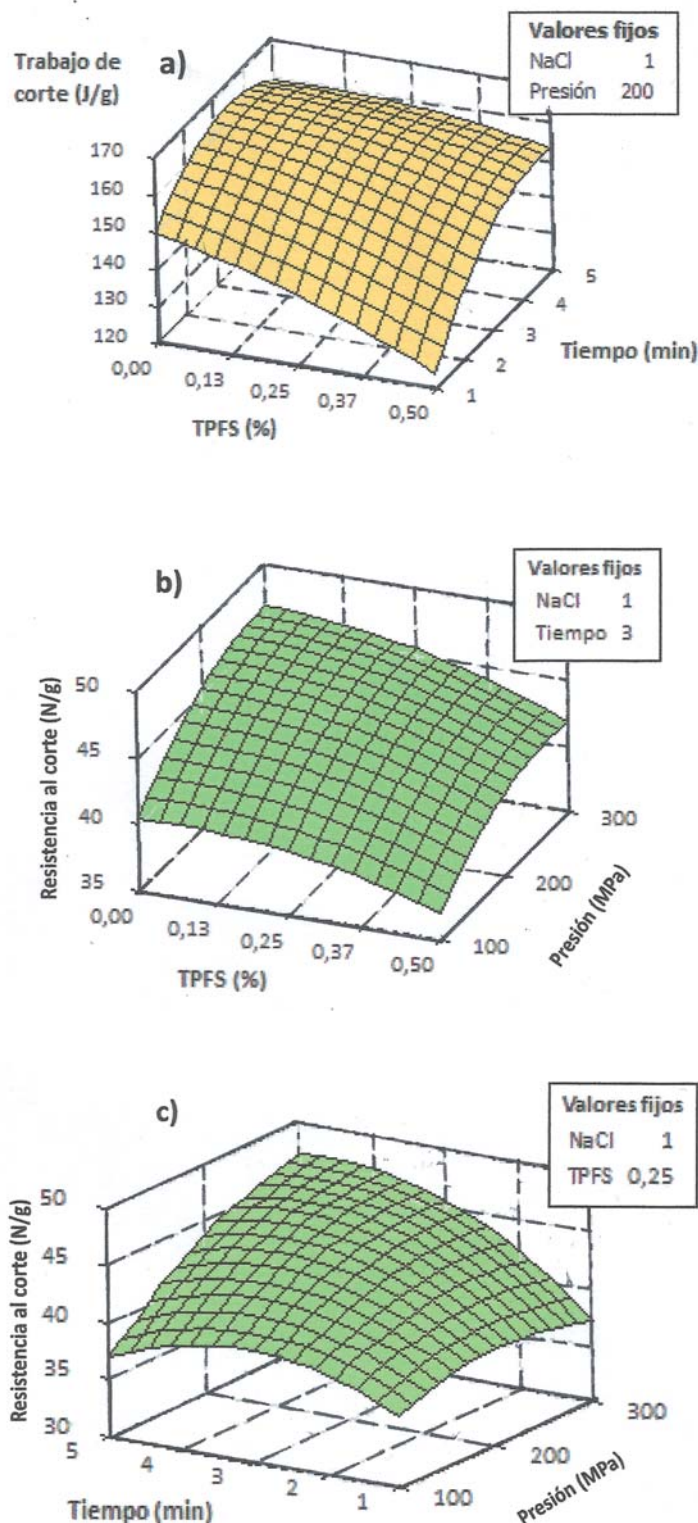 Trabajo de
corte (J/g)
a)
Valores fijos
NaCl 1
Presión 200
170
160
150
140
130
120
0,00
0,13
0,25
0,37
0,50
TPFS (%)
1
2
3
4
5
Tiempo (min)
b)
Valores fijos
NaCl 1
Tiempo 3
Resistencia al corte (N/g)
50
45
40
35
0,00
0,13
0,25
0,37
0,50
TPFS (%)
100
200
300
Presión (MPa)
c)
Valores fijos
NaCl 1
TPFS 0,25
Resistencia al corte (N/g)
50
45
40
35
30
5
4
3
2
1
Tiempo (min)
100
200
300
Presión (MPa)